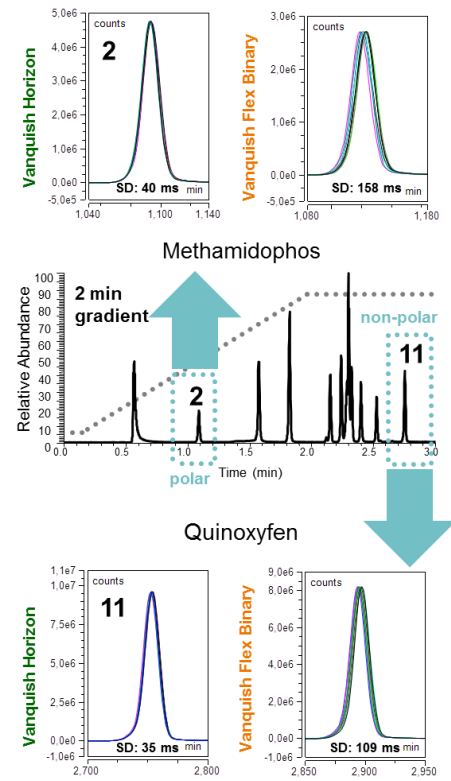 Vanquish Horizon
5,0e6
4,0e6
3,0e6
2,0e6
1,0e6
0,0e0
-5,0e5
counts
2
SD: 40 ms
min
1,040
1,100
1,140
Vanquish Flex Binary
3,0e6
2,0e6
1,0e6
0,0e0
counts
SD: 158 ms
min
1,080
1,180
Methamidophos
Relative Abundance
100
90
80
70
60
50
40
30
20
10
0
2 min
gradient
2
polar
non-polar
11
0.0
0.5
1.0
1.5
2.0
2.5
3.0
Time (min)
Quinoxyfen
Vanquish Horizon
1,1e7
1,0e7
7,5e6
5,0e6
2,5e6
0,0e0
-1,0e6
counts
11
SD: 35 ms
min
2,700
2,800
Vanquish Flex Binary
9,0e6
8,0e6
6,0e6
4,0e6
2,0e6
0,0e0
-1,0e6
counts
SD: 109 ms
min
2,850
2,900
2,950